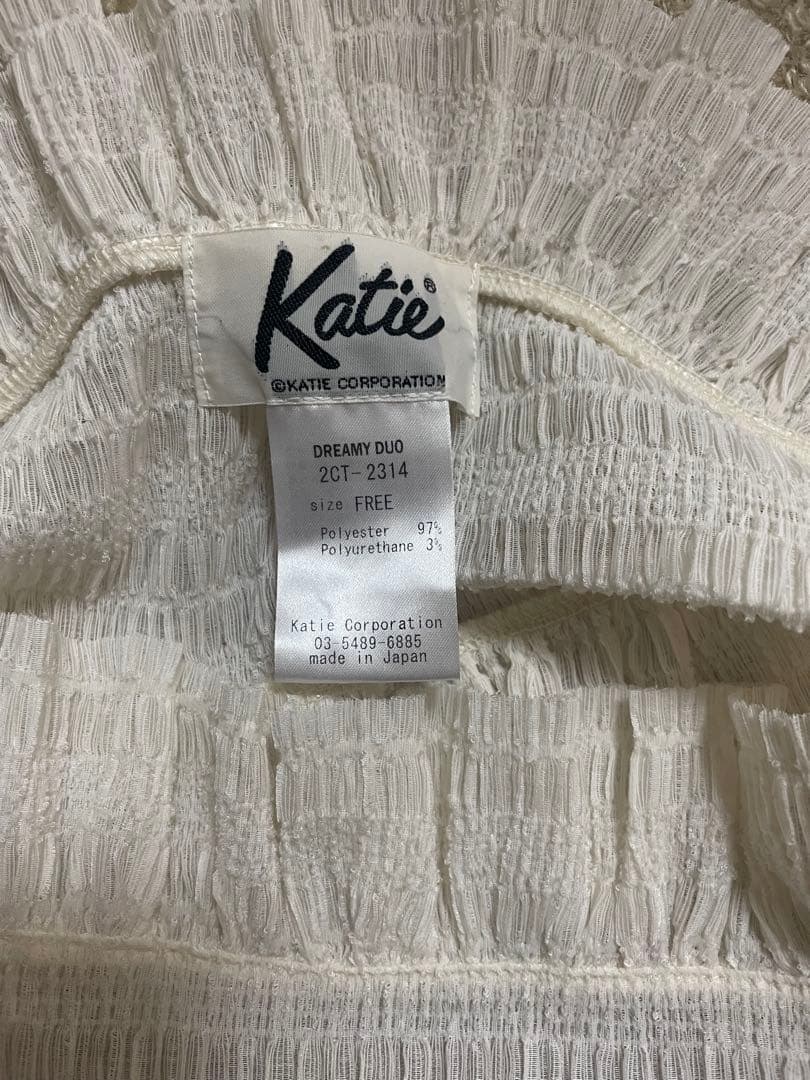 Katie®
©KATIE CORPORATION
DREAMY DUO
2CT-2314
size FREE
Polyester 97%
Polyurethane 3%
Katie Corporation
03-5489-6885
made in Japan